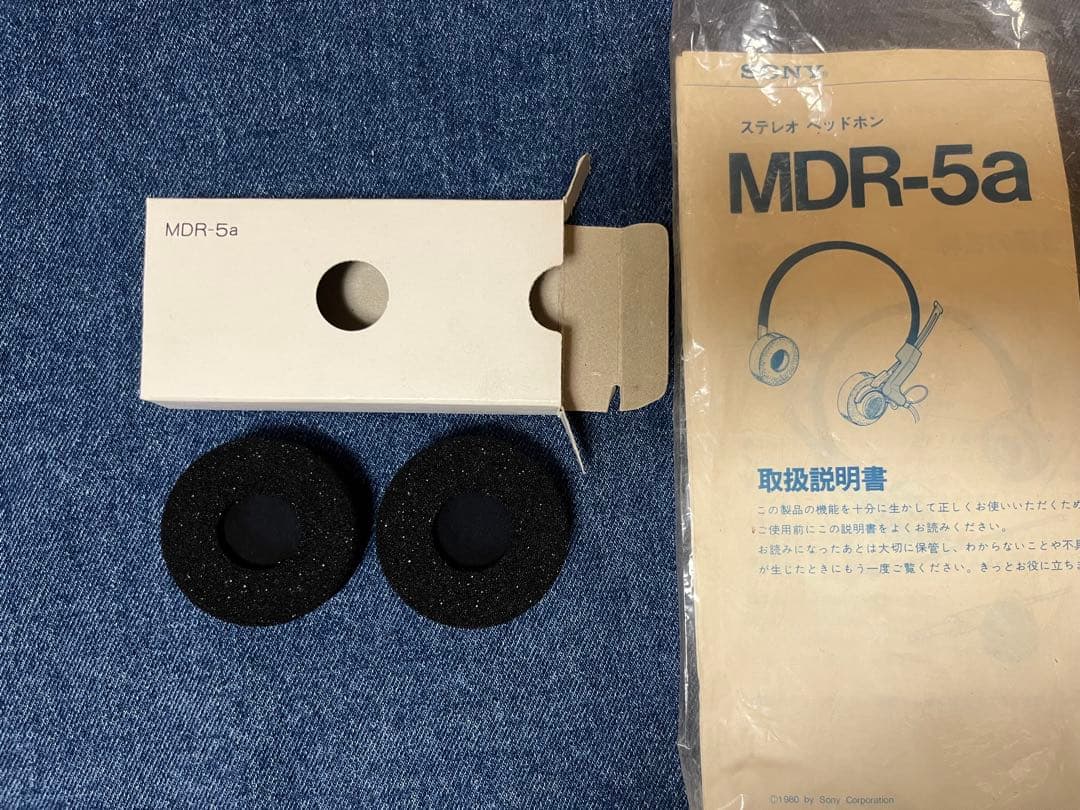 MDR-5a
SONY
ステレオ ヘッドホン
MDR-5a
取扱説明書
この製品の機能を十分に生かして正しくお使いいただくため
ご使用前にこの説明書をよくお読みください。
お読みになったあとは大切に保管し、わからないことや不具
が生じたときにもう一度ご覧ください。きっとお役に立ちま
©1980 by Sony Corporation